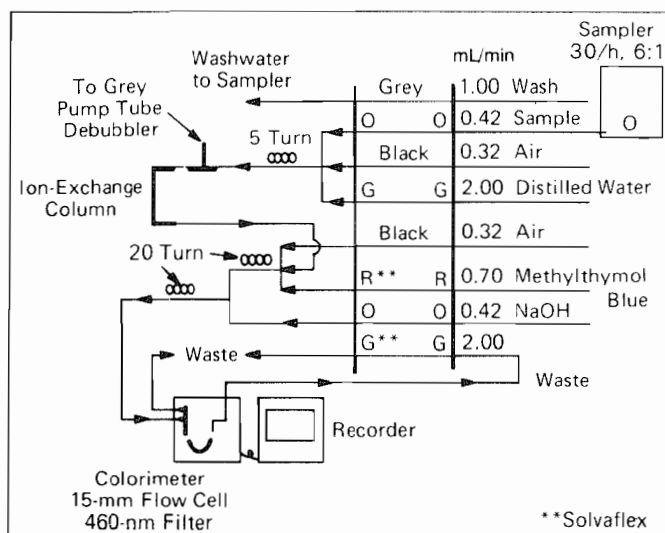 Sampler
30/h, 6:1
mL/min
Washwater
to Sampler
Grey 1.00 Wash
To Grey
Pump Tube
Debubbler
O O 0.42 Sample O
5 Turn
Black 0.32 Air
Ion-Exchange
Column
G G 2.00 Distilled Water
Black 0.32 Air
20 Turn
R** R 0.70 Methylthymol
Blue
O O 0.42 NaOH
G** G 2.00
Waste
Waste
Recorder
Colorimeter
15-mm Flow Cell
460-nm Filter
**Solvaflex